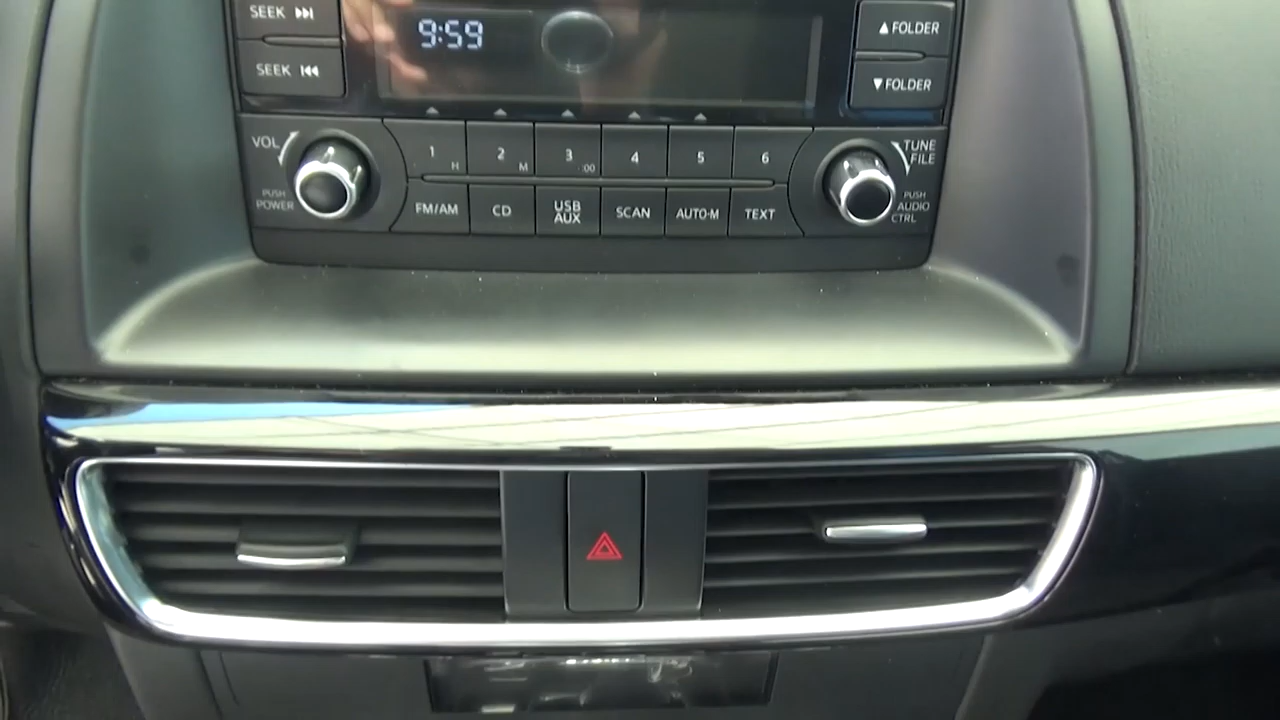 SEEK
9:59
▲FOLDER
SEEK
▼FOLDER
VOL
1 2 3 4 5 6
H M :00
TUNE
FILE
PUSH
POWER
FM/AM CD USB
AUX SCAN AUTO-M TEXT
PUSH
AUDIO
CTRL